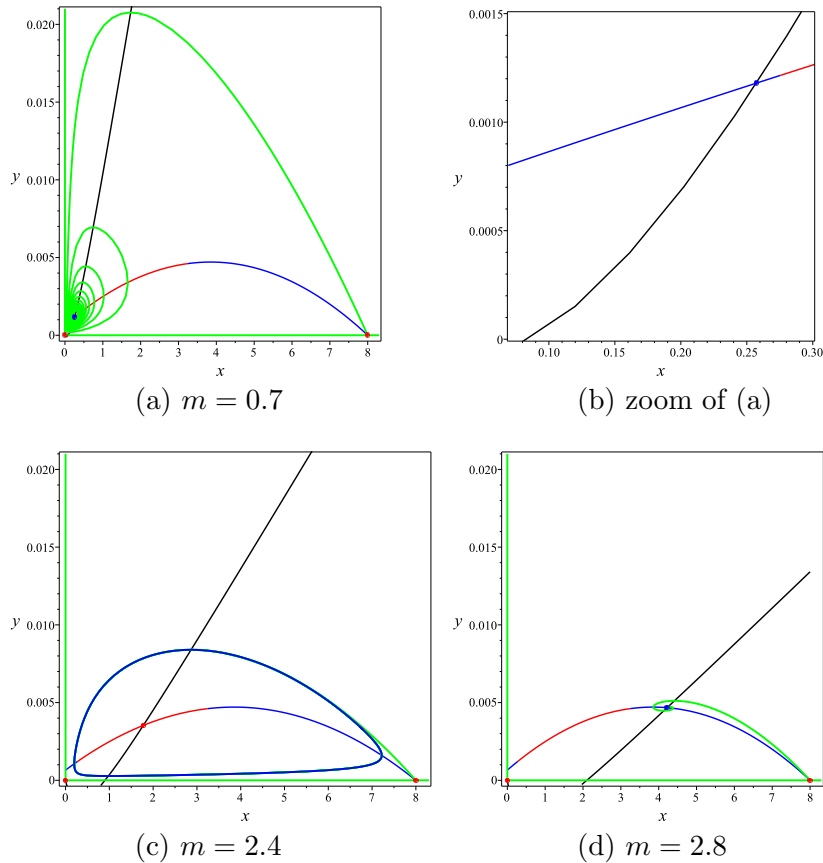 0.020
0.015
y
0.010
0.005
0
0 1 2 3 4 5 6 7 8
x
(a) m = 0.7
0.0015
0.0010
y
0.0005
0
0.10 0.15 0.20 0.25 0.30
x
(b) zoom of (a)
0.020
0.015
y
0.010
0.005
0
0 1 2 3 4 5 6 7 8
x
(c) m = 2.4
0.020
0.015
y
0.010
0.005
0
0 1 2 3 4 5 6 7 8
x
(d) m = 2.8